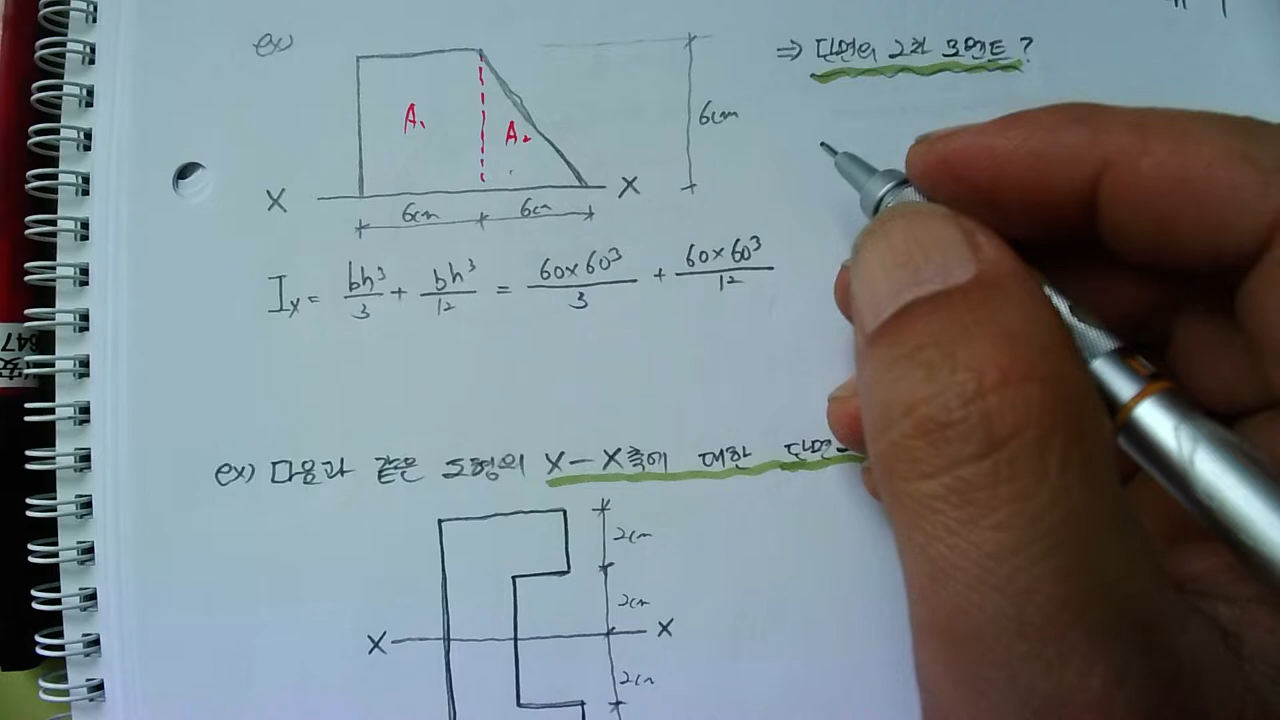 ex)
⇒ 단면의 2차 모멘트?
A₁
A₂
6cm
X
X
6cm
6cm
Iₓ = bh³/3 + bh³/12 = 60×60³/3 + 60×60³/12
ex) 다음과 같은 도형의 X-X축에 대한 단면
2cm
2cm
X
X
2cm